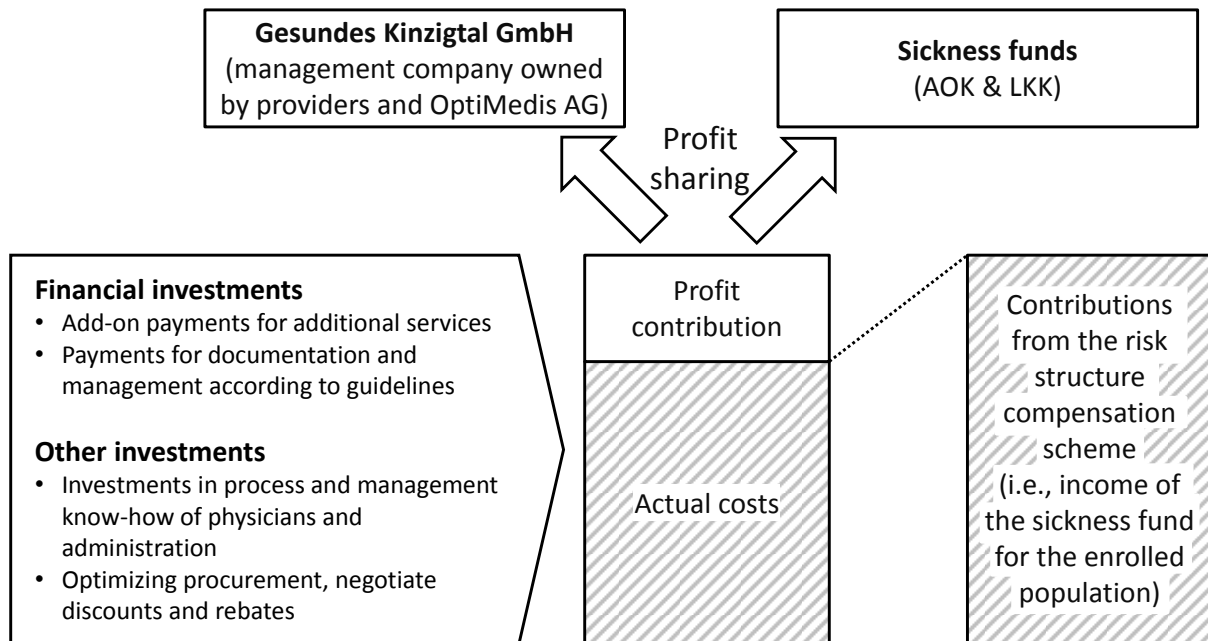 Gesundes Kinzigtal GmbH
(management company owned
by providers and OptiMedis AG)
Sickness funds
(AOK & LKK)
Profit
sharing
Financial investments
• Add-on payments for additional services
• Payments for documentation and
management according to guidelines
Other investments
• Investments in process and management
know-how of physicians and
administration
• Optimizing procurement, negotiate
discounts and rebates
Profit
contribution
Actual costs
Contributions
from the risk
structure
compensation
scheme
(i.e., income of
the sickness fund
for the enrolled
population)